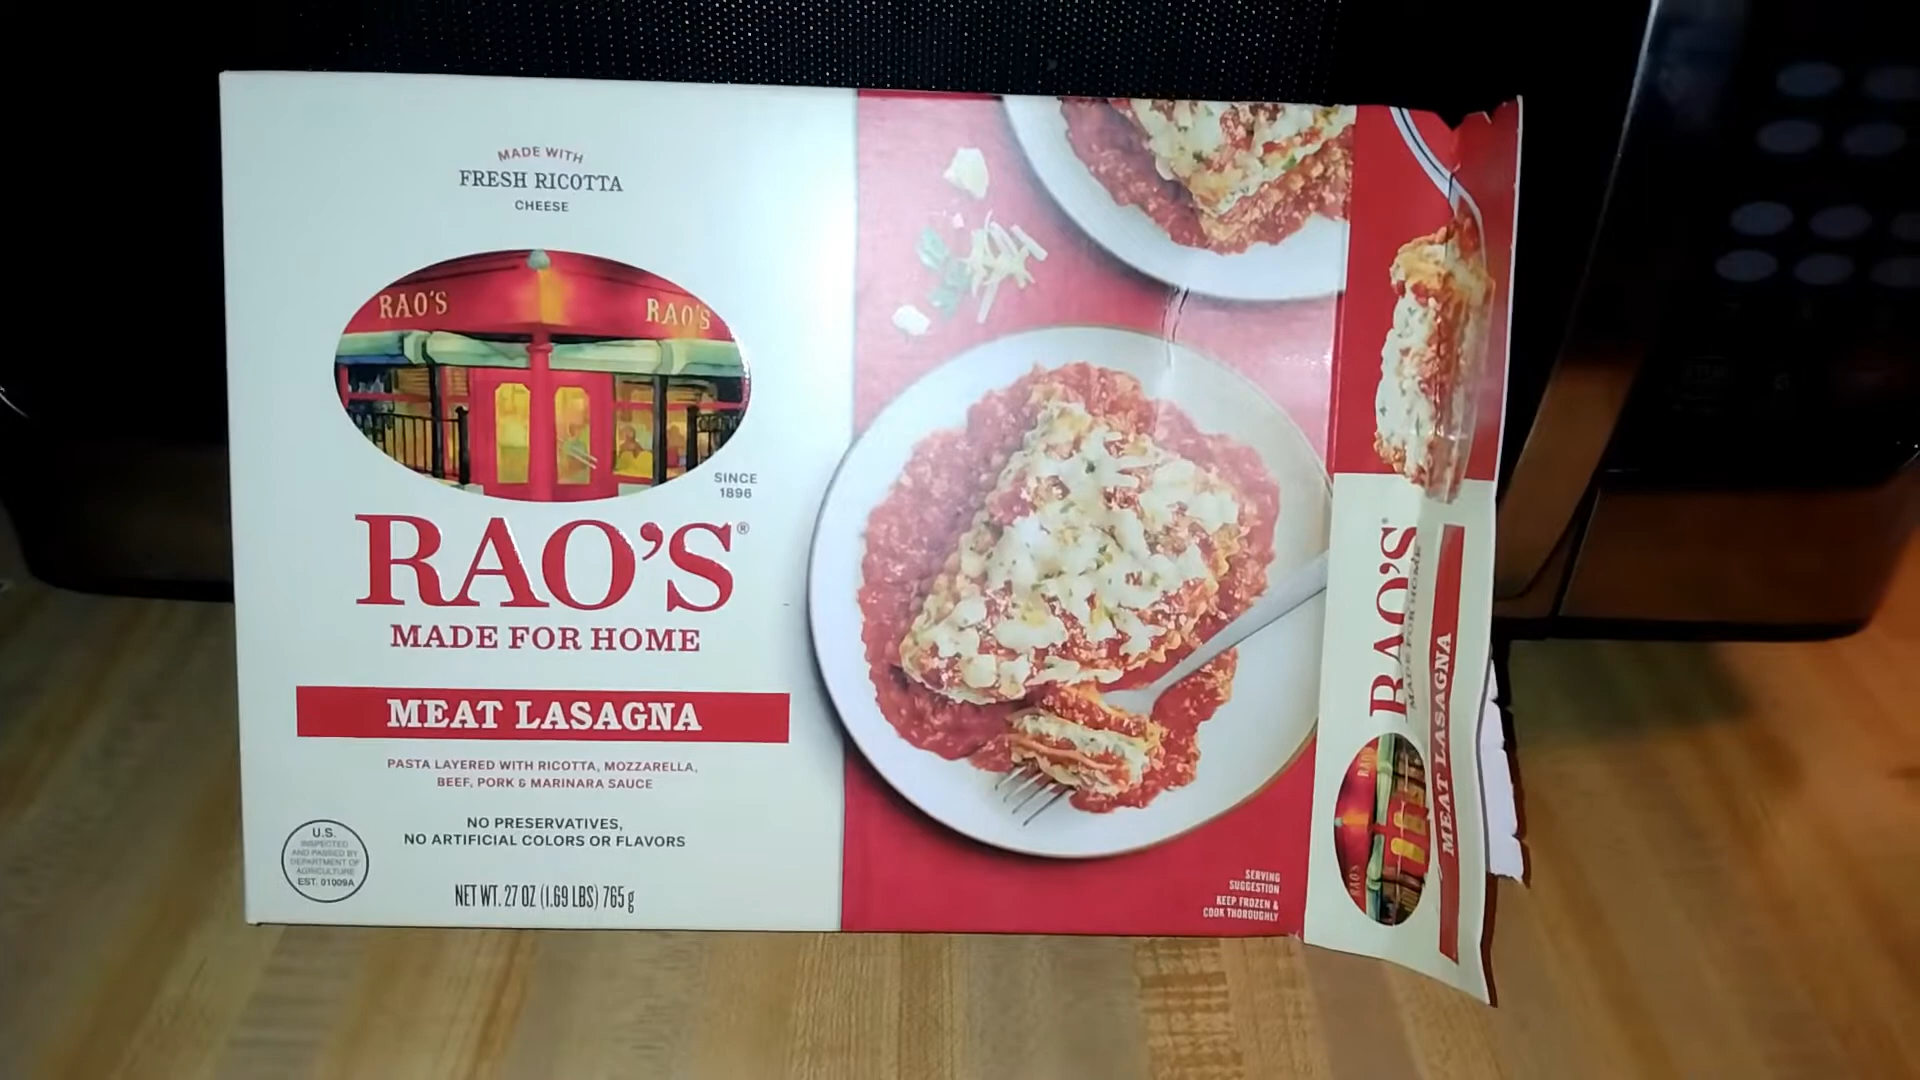 MADE WITH
FRESH RICOTTA
CHEESE
RAO'S
RAO'S
SINCE
1896
RAO'S®
MADE FOR HOME
MEAT LASAGNA
PASTA LAYERED WITH RICOTTA, MOZZARELLA,
BEEF, PORK & MARINARA SAUCE
NO PRESERVATIVES,
NO ARTIFICIAL COLORS OR FLAVORS
U.S.
INSPECTED
AND PASSED BY
DEPARTMENT OF
AGRICULTURE
EST. 01009A
NET WT. 27 OZ (1.69 LBS) 765 g
SERVING
SUGGESTION
KEEP FROZEN &
COOK THOROUGHLY
RAO'S®
MADE FOR HOME
MEAT LASAGNA
RAO'S
RAO'S